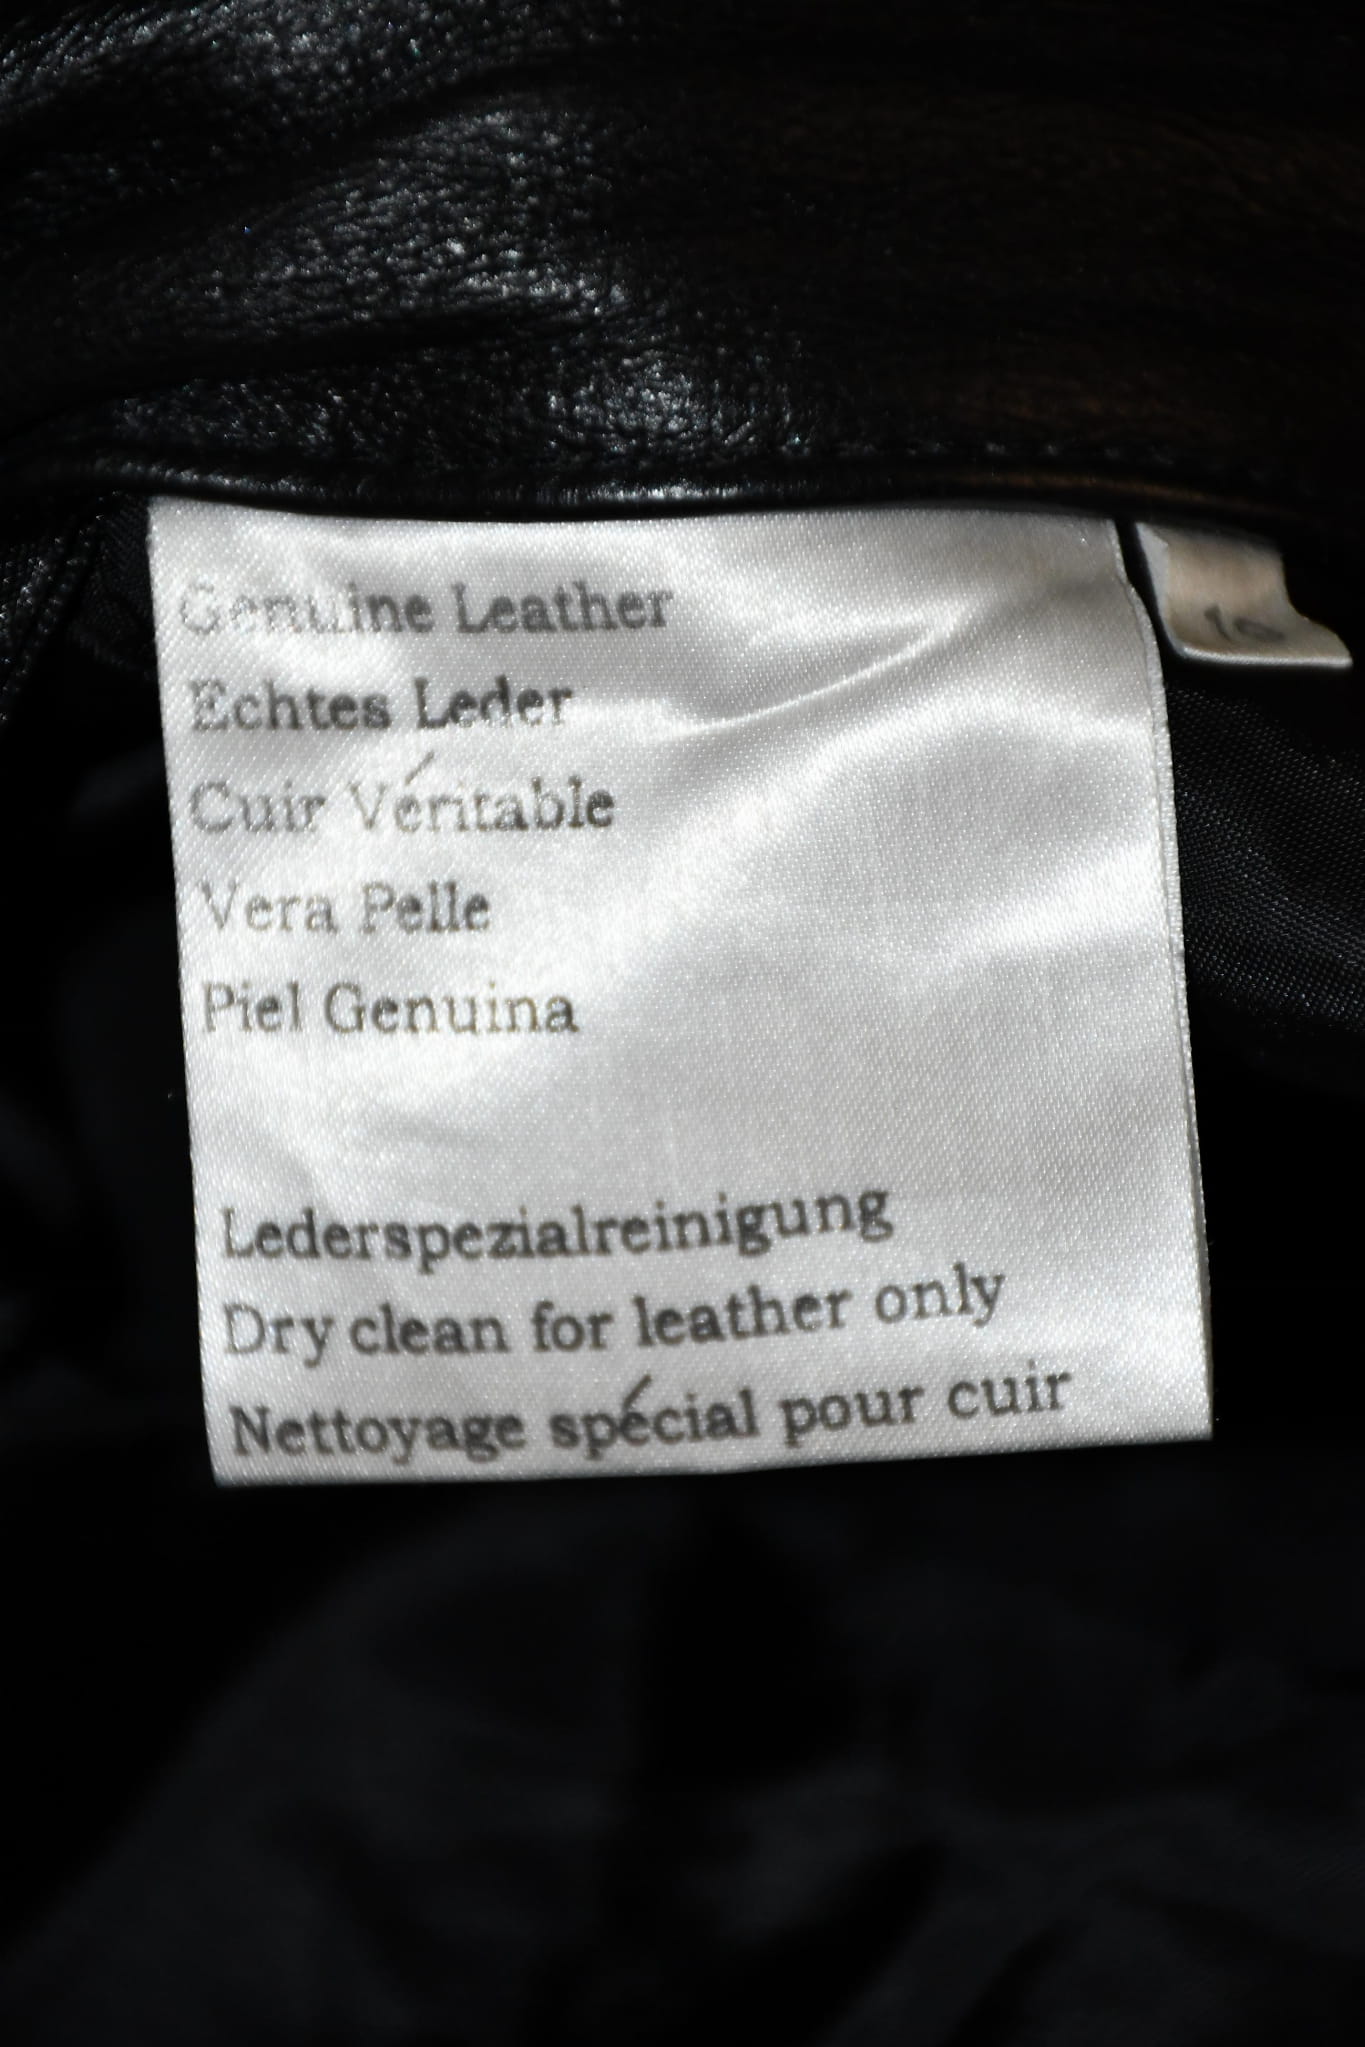 Genuine Leather
Echtes Leder
Cuir Véritable
Vera Pelle
Piel Genuina
Lederspezialreinigung
Dry clean for leather only
Nettoyage spécial pour cuir
10